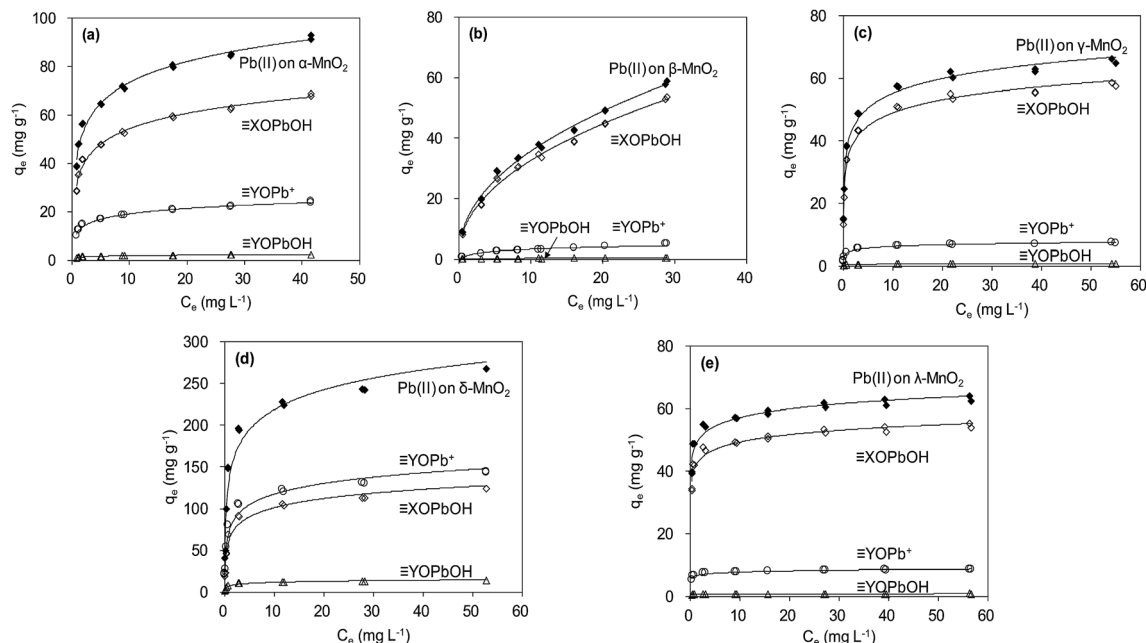 (a)
Pb(II) on α-MnO₂
≡XOPbOH
≡YOPb⁺
≡YOPbOH
qₑ (mg g⁻¹)
100
80
60
40
20
0
0 10 20 30 40 50
Cₑ (mg L⁻¹)
(b)
Pb(II) on β-MnO₂
≡XOPbOH
≡YOPbOH ≡YOPb⁺
qₑ (mg g⁻¹)
80
60
40
20
0
0 10 20 30 40
Cₑ (mg L⁻¹)
(c)
Pb(II) on γ-MnO₂
≡XOPbOH
≡YOPb⁺
≡YOPbOH
qₑ (mg g⁻¹)
80
60
40
20
0
0 10 20 30 40 50 60
Cₑ (mg L⁻¹)
(d)
Pb(II) on δ-MnO₂
≡YOPb⁺
≡XOPbOH
≡YOPbOH
qₑ (mg g⁻¹)
300
250
200
150
100
50
0
0 10 20 30 40 50 60
Cₑ (mg L⁻¹)
(e)
Pb(II) on λ-MnO₂
≡XOPbOH
≡YOPb⁺
≡YOPbOH
qₑ (mg g⁻¹)
80
60
40
20
0
0 10 20 30 40 50 60
Cₑ (mg L⁻¹)